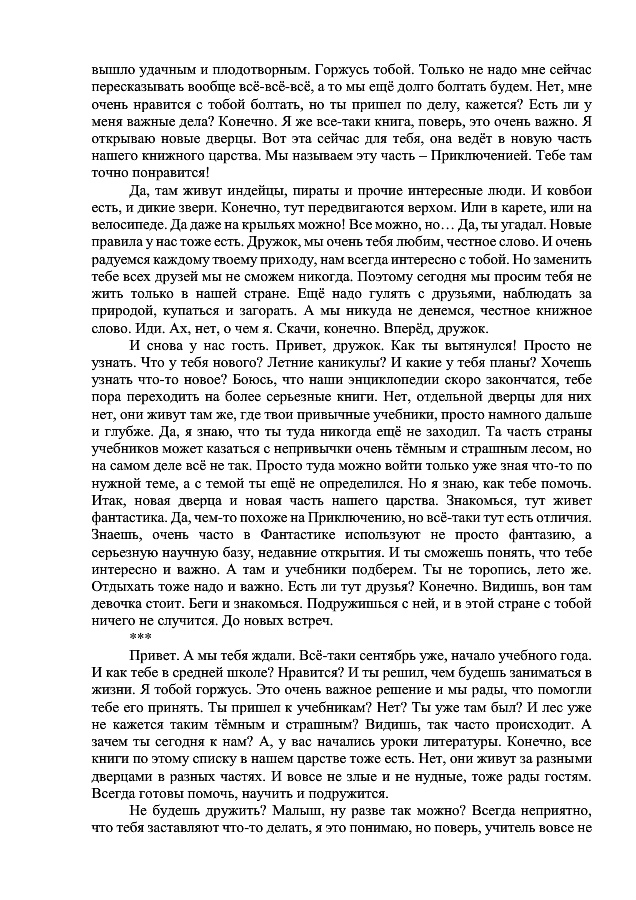 вышло удачным и плодотворным. Горжусь тобой. Только не надо мне сейчас
пересказывать вообще всё-всё-всё, а то мы ещё долго болтать будем. Нет, мне
очень нравится с тобой болтать, но ты пришел по делу, кажется? Есть ли у
меня важные дела? Конечно. Я же все-таки книга, поверь, это очень важно. Я
открываю новые дверцы. Вот эта сейчас для тебя, она ведёт в новую часть
нашего книжного царства. Мы называем эту часть – Приключенией. Тебе там
точно понравится!
Да, там живут индейцы, пираты и прочие интересные люди. И ковбои
есть, и дикие звери. Конечно, тут передвигаются верхом. Или в карете, или на
велосипеде. Да даже на крыльях можно! Все можно, но… Да, ты угадал. Новые
правила у нас тоже есть. Дружок, мы очень тебя любим, честное слово. И очень
радуемся каждому твоему приходу, нам всегда интересно с тобой. Но заменить
тебе всех друзей мы не сможем никогда. Поэтому сегодня мы просим тебя не
жить только в нашей стране. Ещё надо гулять с друзьями, наблюдать за
природой, купаться и загорать. А мы никуда не денемся, честное книжное
слово. Иди. Ах, нет, о чем я. Скачи, конечно. Вперёд, дружок.
И снова у нас гость. Привет, дружок. Как ты вытянулся! Просто не
узнать. Что у тебя нового? Летние каникулы? И какие у тебя планы? Хочешь
узнать что-то новое? Боюсь, что наши энциклопедии скоро закончатся, тебе
пора переходить на более серьезные книги. Нет, отдельной дверцы для них
нет, они живут там же, где твои привычные учебники, просто намного дальше
и глубже. Да, я знаю, что ты туда никогда ещё не заходил. Та часть страны
учебников может казаться с непривычки очень тёмным и страшным лесом, но
на самом деле всё не так. Просто туда можно войти только уже зная что-то по
нужной теме, а с темой ты ещё не определился. Но я знаю, как тебе помочь.
Итак, новая дверца и новая часть нашего царства. Знакомься, тут живет
фантастика. Да, чем-то похоже на Приключению, но всё-таки тут есть отличия.
Знаешь, очень часто в Фантастике используют не просто фантазию, а
серьезную научную базу, недавние открытия. И ты сможешь понять, что тебе
интересно и важно. А там и учебники подберем. Ты не торопись, лето же.
Отдыхать тоже надо и важно. Есть ли тут друзья? Конечно. Видишь, вон там
девочка стоит. Беги и знакомься. Подружишься с ней, и в этой стране с тобой
ничего не случится. До новых встреч.
***
Привет. А мы тебя ждали. Всё-таки сентябрь уже, начало учебного года.
И как тебе в средней школе? Нравится? И ты решил, чем будешь заниматься в
жизни. Я тобой горжусь. Это очень важное решение и мы рады, что помогли
тебе его принять. Ты пришел к учебникам? Нет? Ты уже там был? И лес уже
не кажется таким тёмным и страшным? Видишь, так часто происходит. А
зачем ты сегодня к нам? А, у вас начались уроки литературы. Конечно, все
книги по этому списку в нашем царстве тоже есть. Нет, они живут за разными
дверцами в разных частях. И вовсе не злые и не нудные, тоже рады гостям.
Всегда готовы помочь, научить и подружится.
Не будешь дружить? Малыш, ну разве так можно? Всегда неприятно,
что тебя заставляют что-то делать, я это понимаю, но поверь, учитель вовсе не